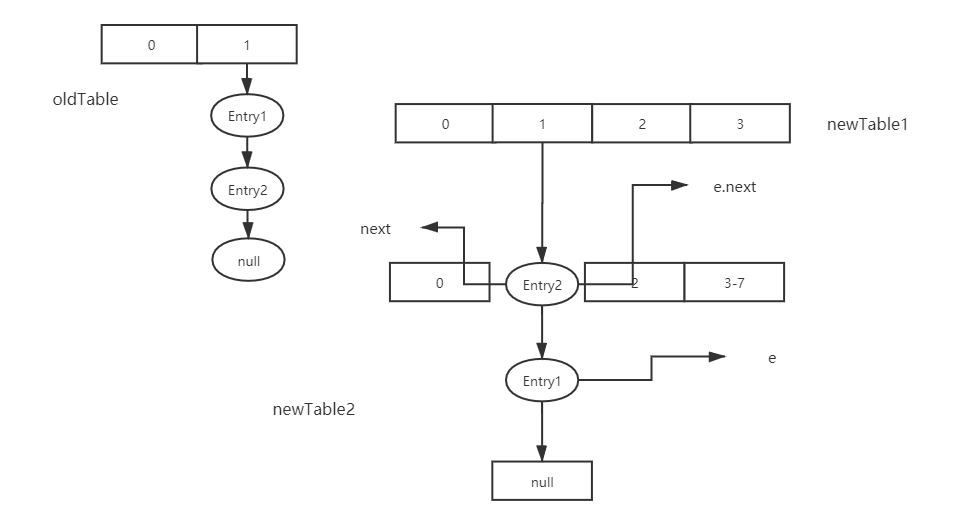 0 1
oldTable
Entry1
Entry2
null
0 1 2 3
newTable1
e.next
next
0 Entry2 2 3-7
Entry1
e
newTable2
null